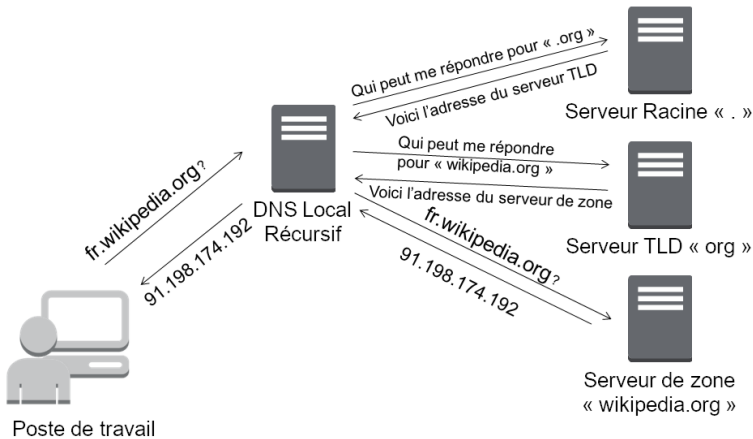 Qui peut me répondre pour « .org »
Voici l'adresse du serveur TLD
Serveur Racine « . »
Qui peut me répondre
pour « wikipedia.org »
Voici l'adresse du serveur de zone
Serveur TLD « org »
fr.wikipedia.org?
91.198.174.192
DNS Local
Récursif
fr.wikipedia.org?
91.198.174.192
Serveur de zone
« wikipedia.org »
Poste de travail